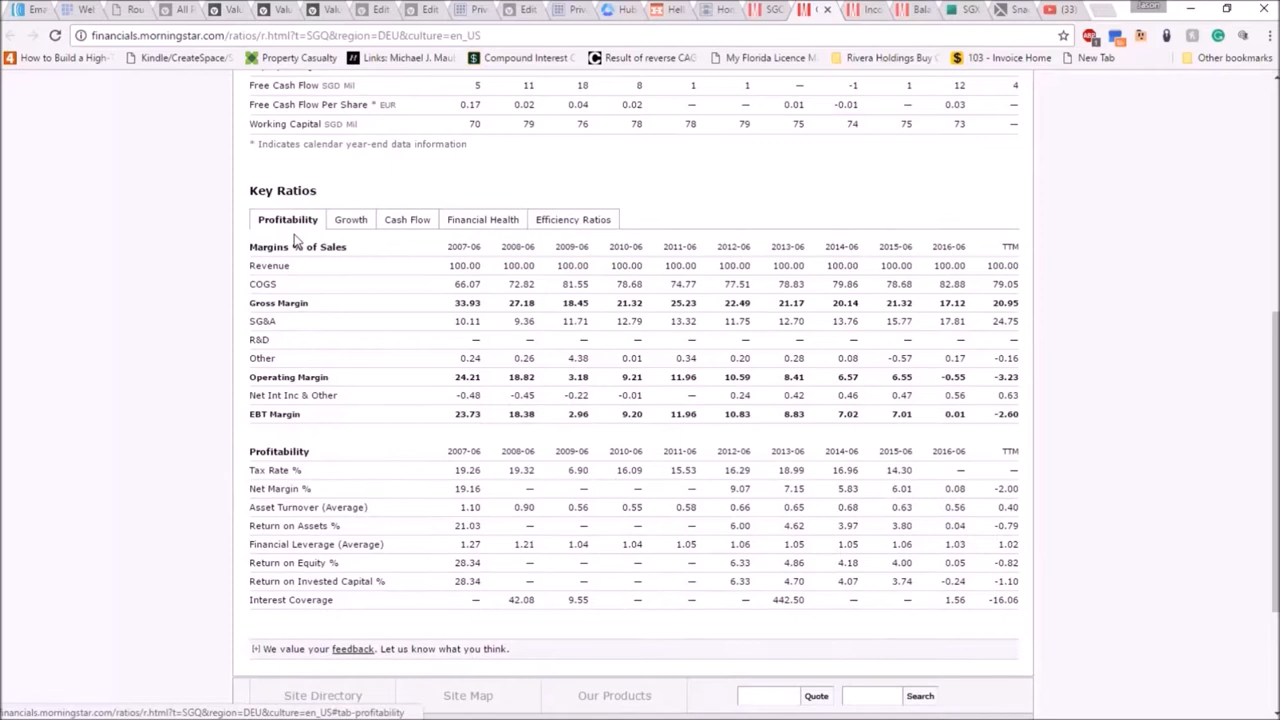 Jason
Ema
Wel
Rou
All I
Valu
Valu
Valu
Edit
Edit
Priv
Edit
Priv
Hub
Hell
Hom
SGC
C
Inco
Bala
SGX
Sna
(33)
financials.morningstar.com/ratios/r.html?t=SGQ&region=DEU&culture=en_US
How to Build a High-T
Kindle/CreateSpace/S
Property Casualty
Links: Michael J. Mau
Compound Interest C
Result of reverse CAG
My Florida Licence M
Rivera Holdings Buy C
103 - Invoice Home
New Tab
Other bookmarks
Free Cash Flow SGD Mil 5 11 18 8 1 1 — -1 1 12 4
Free Cash Flow Per Share * EUR 0.17 0.02 0.04 0.02 — — 0.01 -0.01 — 0.03 —
Working Capital SGD Mil 70 79 76 78 78 79 75 74 75 73 —
* Indicates calendar year-end data information
Key Ratios
Profitability Growth Cash Flow Financial Health Efficiency Ratios
Margins % of Sales 2007-06 2008-06 2009-06 2010-06 2011-06 2012-06 2013-06 2014-06 2015-06 2016-06 TTM
Revenue 100.00 100.00 100.00 100.00 100.00 100.00 100.00 100.00 100.00 100.00 100.00
COGS 66.07 72.82 81.55 78.68 74.77 77.51 78.83 79.86 78.68 82.88 79.05
Gross Margin 33.93 27.18 18.45 21.32 25.23 22.49 21.17 20.14 21.32 17.12 20.95
SG&A 10.11 9.36 11.71 12.79 13.32 11.75 12.70 13.76 15.77 17.81 24.75
R&D — — — — — — — — — — —
Other 0.24 0.26 4.38 0.01 0.34 0.20 0.28 0.08 -0.57 0.17 -0.16
Operating Margin 24.21 18.82 3.18 9.21 11.96 10.59 8.41 6.57 6.55 -0.55 -3.23
Net Int Inc & Other -0.48 -0.45 -0.22 -0.01 — 0.24 0.42 0.46 0.47 0.56 0.63
EBT Margin 23.73 18.38 2.96 9.20 11.96 10.83 8.83 7.02 7.01 0.01 -2.60
Profitability 2007-06 2008-06 2009-06 2010-06 2011-06 2012-06 2013-06 2014-06 2015-06 2016-06 TTM
Tax Rate % 19.26 19.32 6.90 16.09 15.53 16.29 18.99 16.96 14.30 — —
Net Margin % 19.16 — — — — 9.07 7.15 5.83 6.01 0.08 -2.00
Asset Turnover (Average) 1.10 0.90 0.56 0.55 0.58 0.66 0.65 0.68 0.63 0.56 0.40
Return on Assets % 21.03 — — — — 6.00 4.62 3.97 3.80 0.04 -0.79
Financial Leverage (Average) 1.27 1.21 1.04 1.04 1.05 1.06 1.05 1.05 1.06 1.03 1.02
Return on Equity % 28.34 — — — — 6.33 4.86 4.18 4.00 0.05 -0.82
Return on Invested Capital % 28.34 — — — — 6.33 4.70 4.07 3.74 -0.24 -1.10
Interest Coverage — 42.08 9.55 — — — 442.50 — — 1.56 -16.06
[+] We value your feedback. Let us know what you think.
Site Directory Site Map Our Products Quote Search
financials.morningstar.com/ratios/r.html?t=SGQ&region=DEU&culture=en_US#tab-profitability